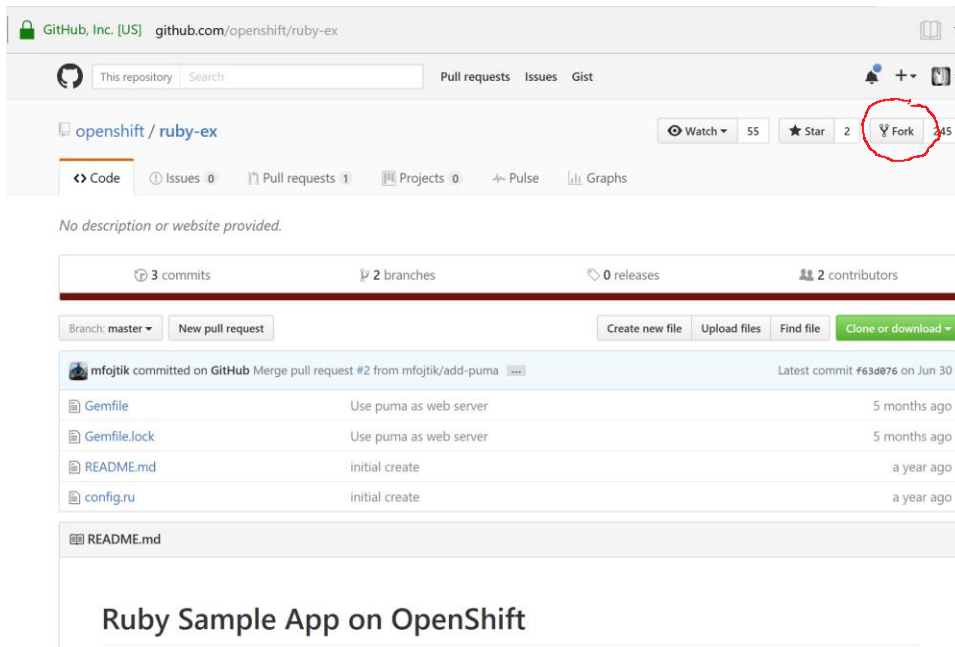 GitHub, Inc. [US] github.com/openshift/ruby-ex
This repository Search Pull requests Issues Gist
openshift / ruby-ex Watch 55 Star 2 Fork 245
Code Issues 0 Pull requests 1 Projects 0 Pulse Graphs
No description or website provided.
3 commits 2 branches 0 releases 2 contributors
Branch: master New pull request Create new file Upload files Find file Clone or download
mfojtik committed on GitHub Merge pull request #2 from mfojtik/add-puma ... Latest commit f63d076 on Jun 30
Gemfile Use puma as web server 5 months ago
Gemfile.lock Use puma as web server 5 months ago
README.md initial create a year ago
config.ru initial create a year ago
README.md
Ruby Sample App on OpenShift